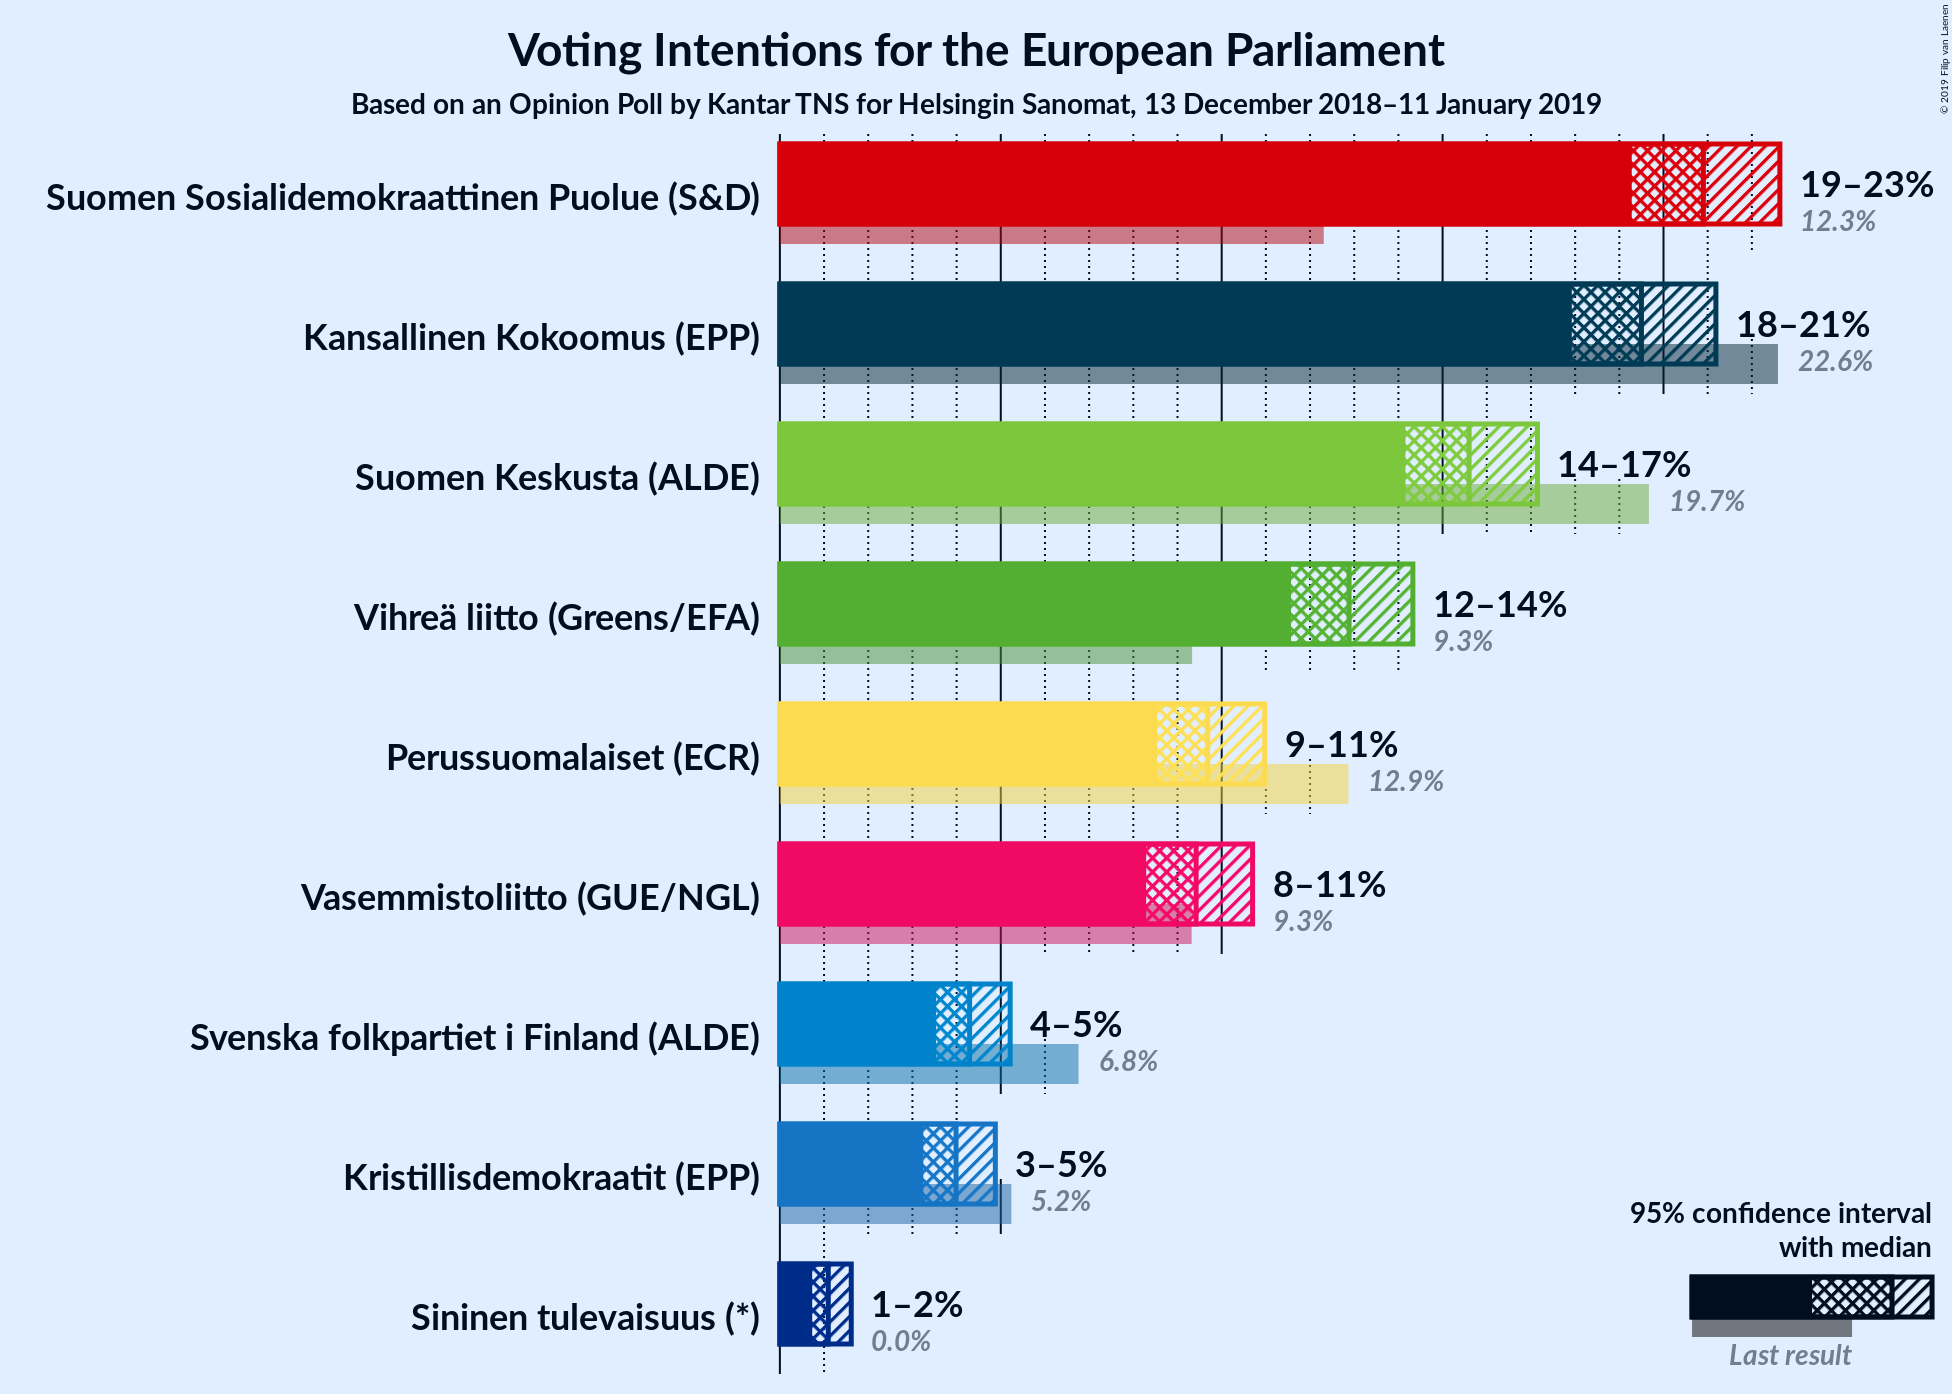 Voting Intentions for the European Parliament
Based on an Opinion Poll by Kantar TNS for Helsingin Sanomat, 13 December 2018–11 January 2019
© 2019 Filip van Laenen
Suomen Sosialidemokraattinen Puolue (S&D)
19–23%
12.3%
Kansallinen Kokoomus (EPP)
18–21%
22.6%
Suomen Keskusta (ALDE)
14–17%
19.7%
Vihreä liitto (Greens/EFA)
12–14%
9.3%
Perussuomalaiset (ECR)
9–11%
12.9%
Vasemmistoliitto (GUE/NGL)
8–11%
9.3%
Svenska folkpartiet i Finland (ALDE)
4–5%
6.8%
Kristillisdemokraatit (EPP)
3–5%
5.2%
Sininen tulevaisuus (*)
1–2%
0.0%
95% confidence interval
with median
Last result